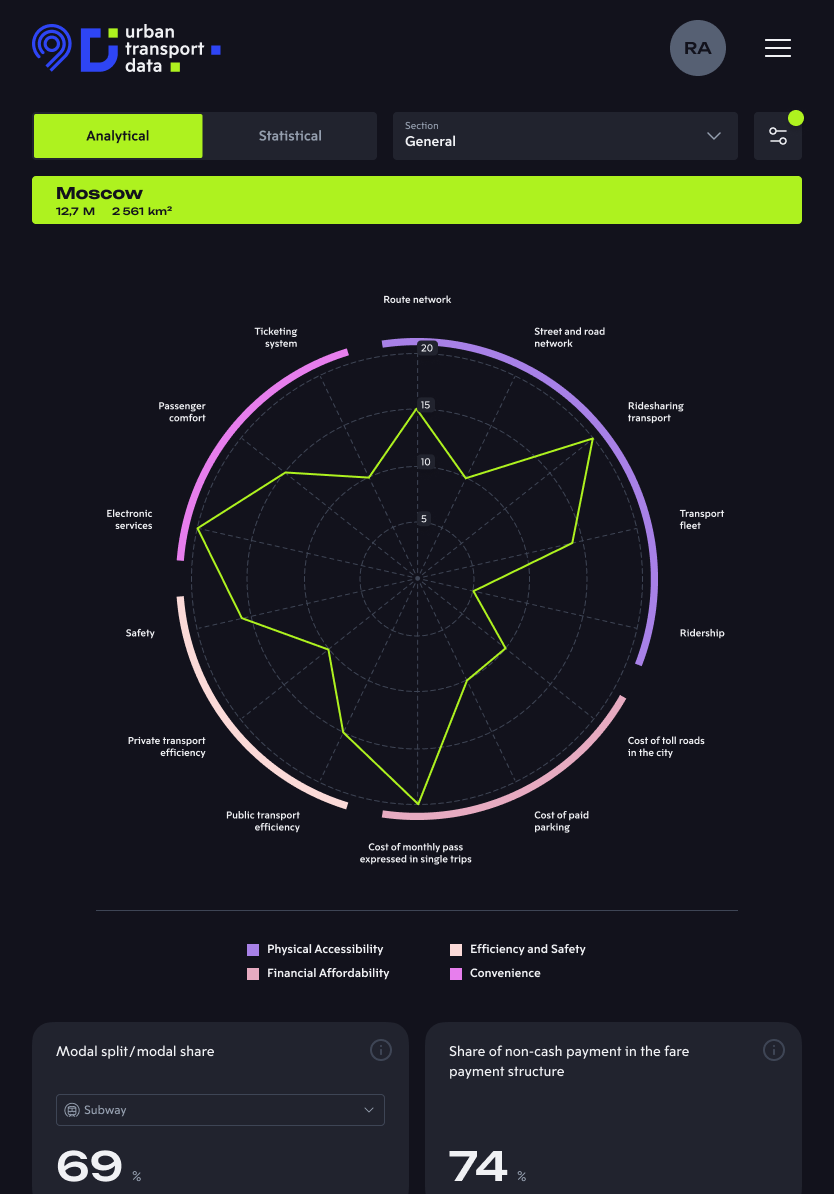 urban
transport
data
RA
Analytical
Statistical
Section
General
Moscow
12,7 M 2 561 km²
Route network
Ticketing
system
Street and road
network
20
Passenger
comfort
15
Ridesharing
transport
10
Electronic
services
5
Transport
fleet
Safety
Ridership
Private transport
efficiency
Cost of toll roads
in the city
Public transport
efficiency
Cost of paid
parking
Cost of monthly pass
expressed in single trips
Physical Accessibility
Efficiency and Safety
Financial Affordability
Convenience
Modal split/modal share
Share of non-cash payment in the fare
payment structure
Subway
69 %
74 %